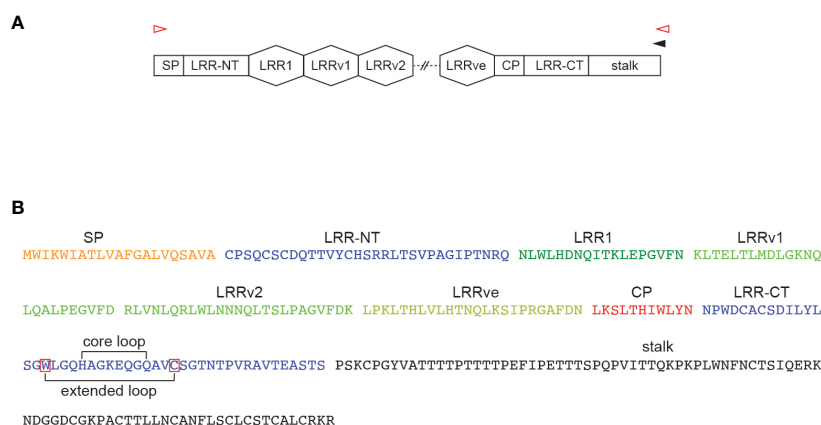 A
SP LRR-NT LRR1 LRRv1 LRRv2 // LRRve CP LRR-CT stalk
B
SP LRR-NT LRR1 LRRv1
MWIKWIATLVAFGALVQSAVA CPSQCSCDQTTVYCHSRRLTSVPAGIPTNRQ NLWLHDNQITKLEPGVFN KLTELTLMDLGKNQ
LRRv2 LRRve CP LRR-CT
LQALPEGVFD RLVNLQRLWLNNNQLTSLPAGVFDK LPKLTHLVLHTNQLKSIPRGAFDN LKSLTHIWLYN NPWDCACSDILYL
core loop stalk
SGWLGQHAGKEQGQAVCSGTNTPVRAVTEASTS PSKCPGYVATTTTPTTTTPEFIPETTTSPQPVITTQKPKPLWNFNCTSIQERK
extended loop
NDGGDCGKPACTTLLNCANFLSCLCSTCALCRKR